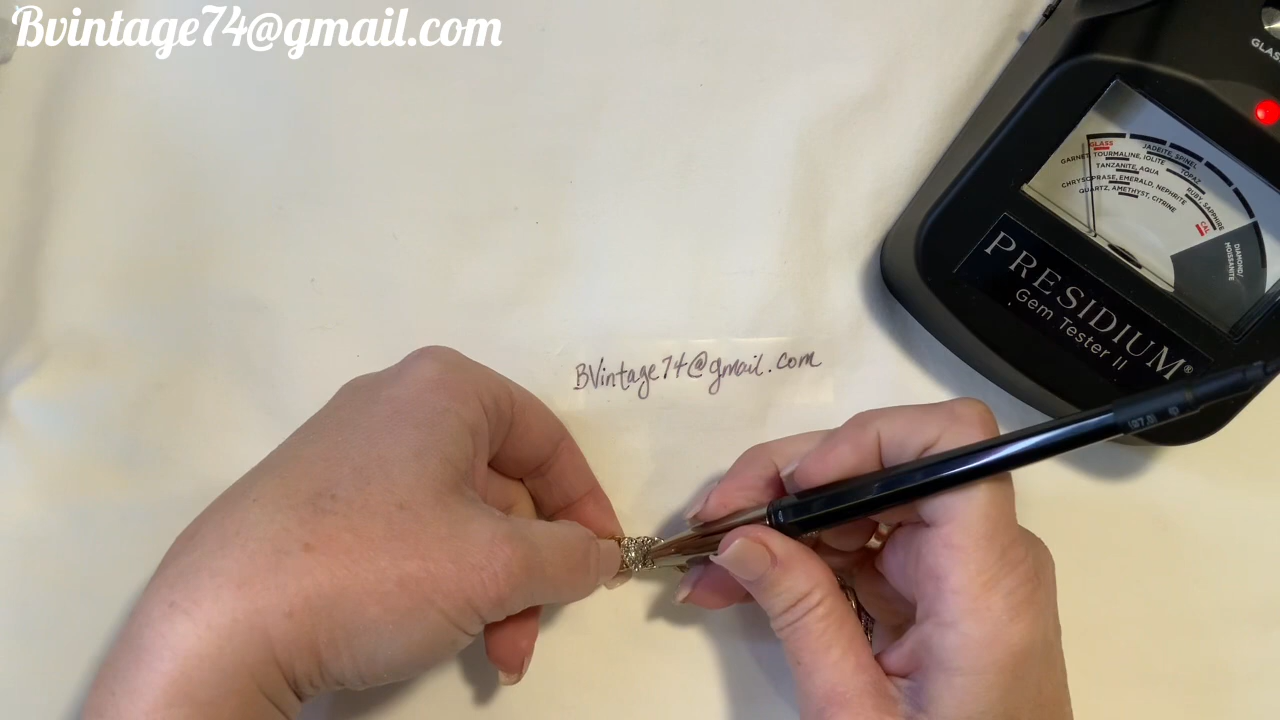 Bvintage74@gmail.com
GLASS
JADEITE, SPINEL
GARNET, TOURMALINE, IOLITE
TOPAZ
TANZANITE, AQUA
RUBY, SAPPHIRE
CHRYSOPRASE, EMERALD, NEPHRITE
QUARTZ, AMETHYST, CITRINE
CAL
DIAMOND/
MOISSANITE
PRESIDIUM®
Gem Tester II
BVintage74@gmail.com